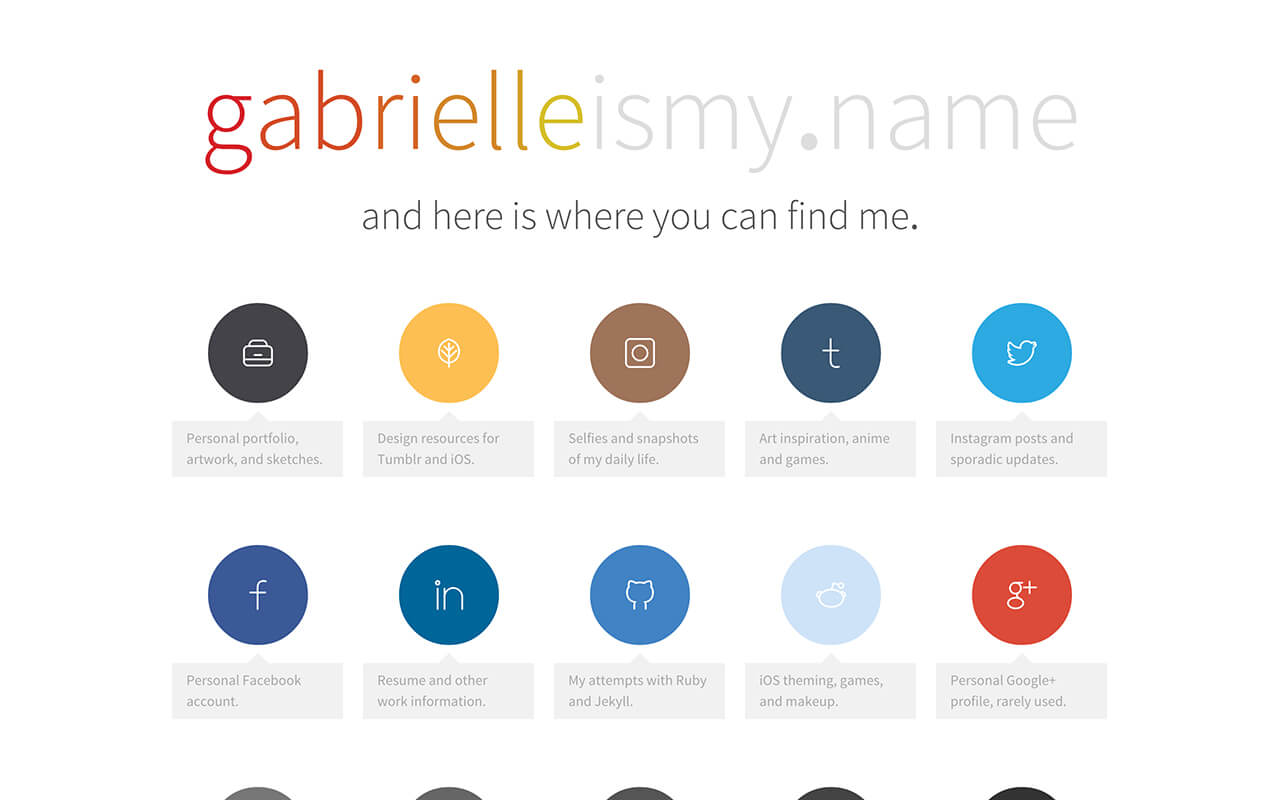 gabrielleismy.name
and here is where you can find me.
t
Personal portfolio,
artwork, and sketches.
Design resources for
Tumblr and iOS.
Selfies and snapshots
of my daily life.
Art inspiration, anime
and games.
Instagram posts and
sporadic updates.
f
in
g+
Personal Facebook
account.
Resume and other
work information.
My attempts with Ruby
and Jekyll.
iOS theming, games,
and makeup.
Personal Google+
profile, rarely used.